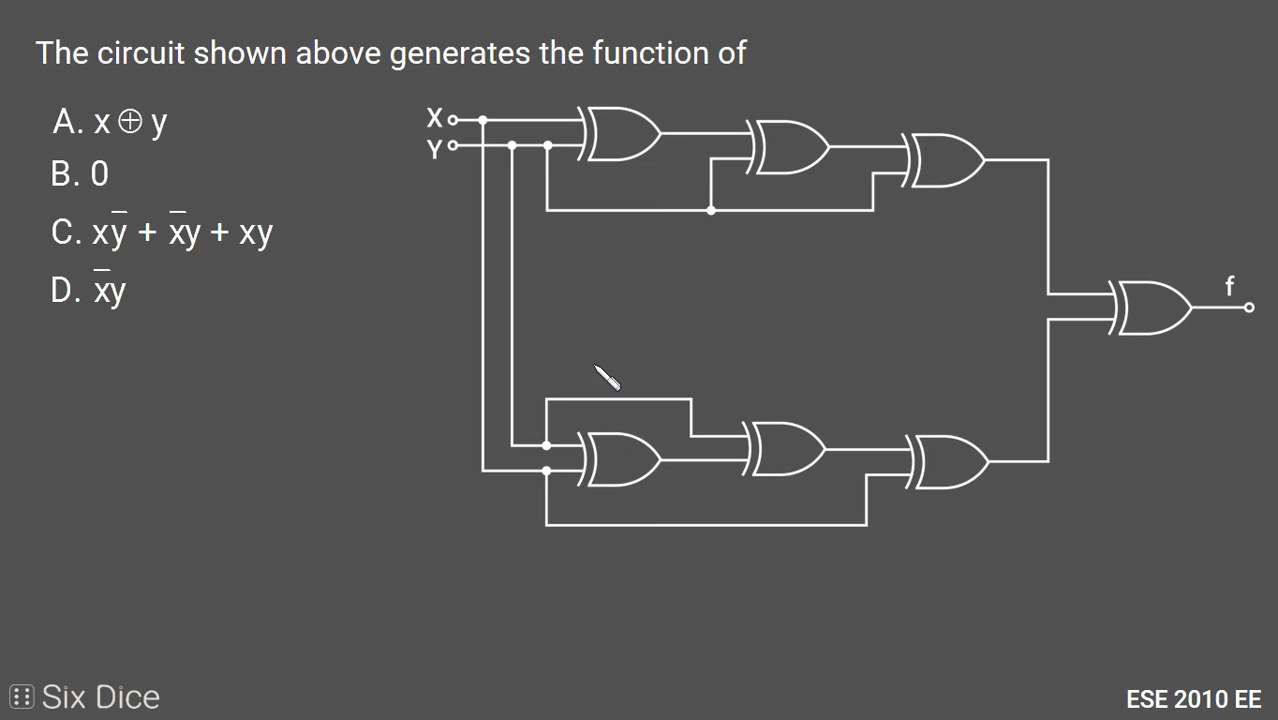 The circuit shown above generates the function of
A. x ⊕ y
B. 0
C. xy̅ + x̅y + xy
D. x̅y
X
Y
f
Six Dice
ESE 2010 EE